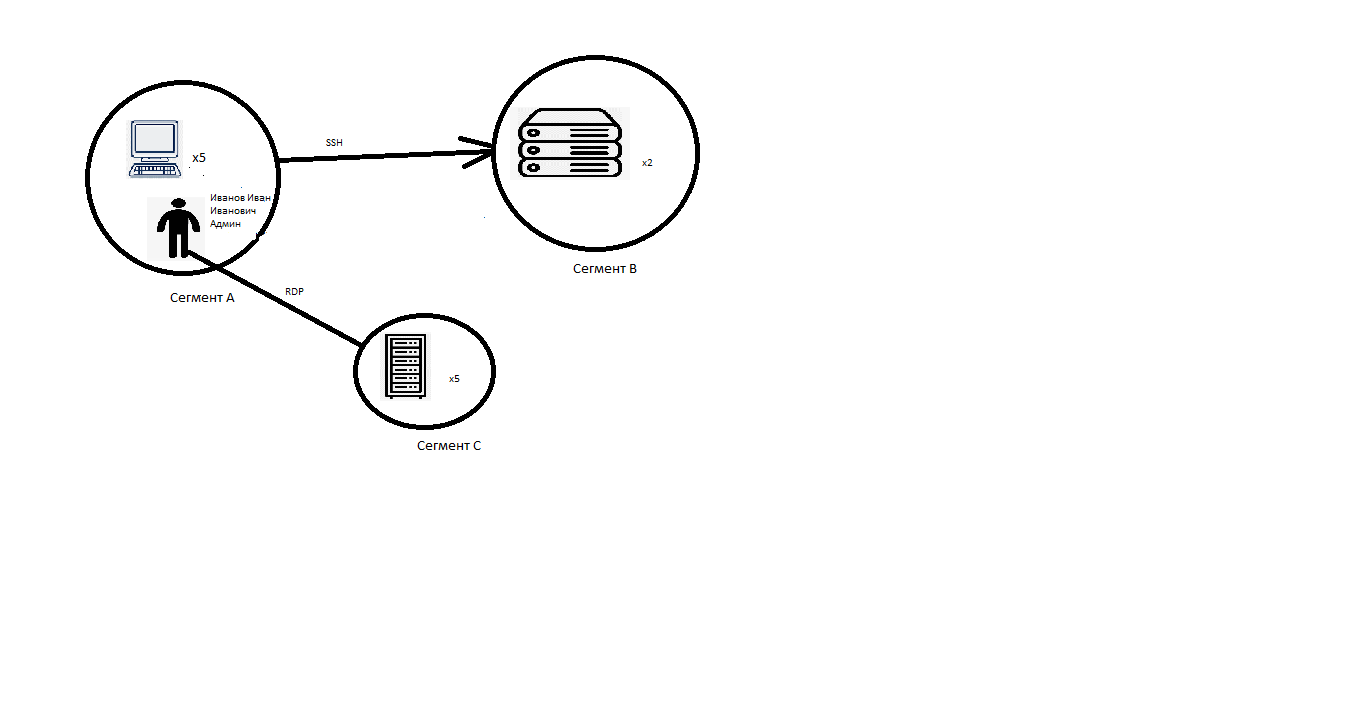 x5
Иванов Иван
Иванович
Админ
Сегмент A
SSH
x2
Сегмент B
RDP
x5
Сегмент C